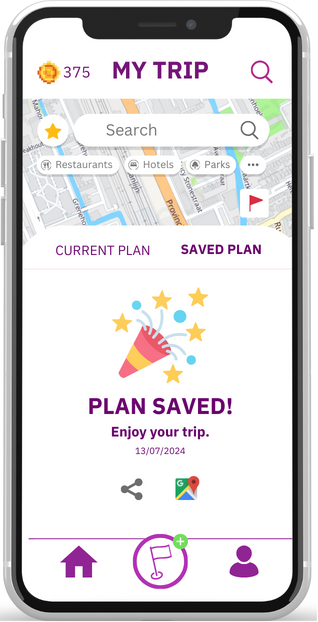 375 MY TRIP
Search
Restaurants Hotels Parks
CURRENT PLAN SAVED PLAN
PLAN SAVED!
Enjoy your trip.
13/07/2024